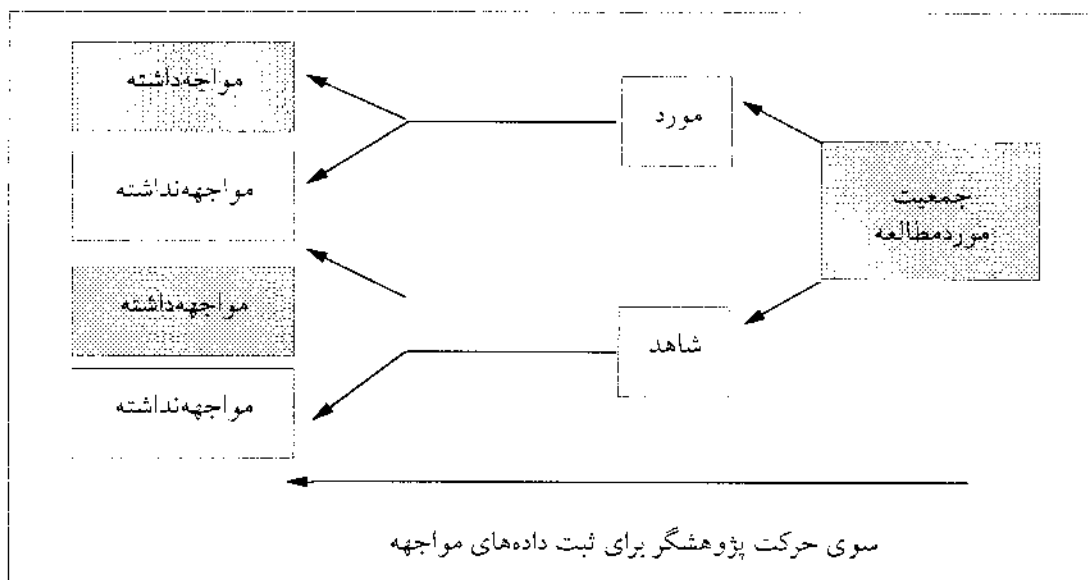 جمعیت
موردمطالعه
مورد
شاهد
مواجهه‌داشته
مواجهه‌نداشته
مواجهه‌داشته
مواجهه‌نداشته
سوی حرکت پژوهشگر برای ثبت داده‌های مواجهه